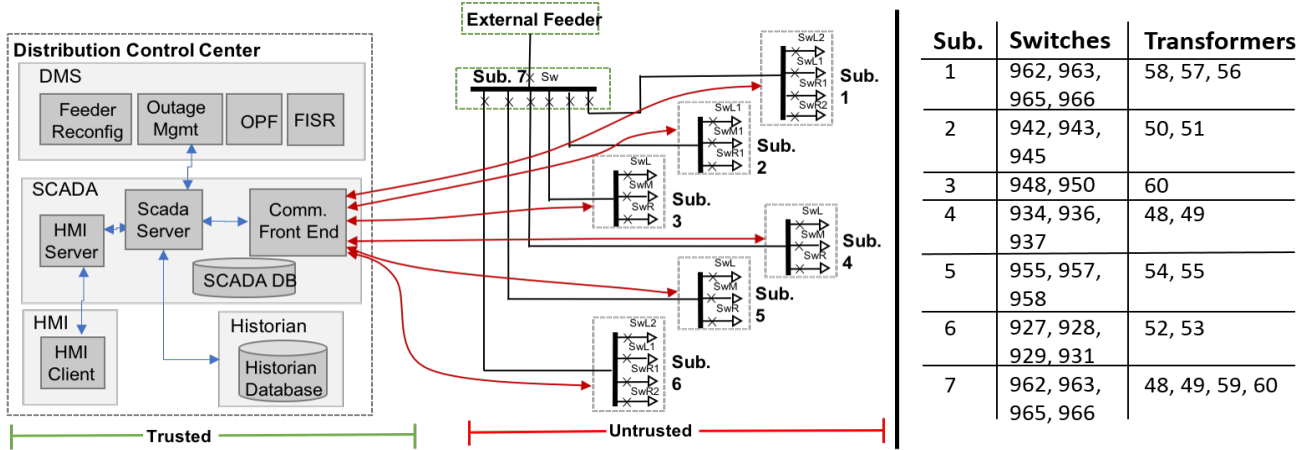 Distribution Control Center
DMS
Feeder
Reconfig
Outage
Mgmt
OPF
FISR
SCADA
HMI
Server
Scada
Server
Comm.
Front End
SCADA DB
HMI
HMI
Client
Historian
Historian
Database
Trusted
External Feeder
Sub. 7
Sw
SwL2
SwL1
SwR1
SwR2
Sub.
1
SwL1
SwM1
SwR1
Sub.
2
SwL
SwM
SwR
Sub.
3
SwL
SwM
SwR
Sub.
4
SwL
SwM
SwR
Sub.
5
SwL2
SwL1
SwR1
SwR2
Sub.
6
Untrusted
Sub. Switches Transformers
1 962, 963, 58, 57, 56
965, 966
2 942, 943, 50, 51
945
3 948, 950 60
4 934, 936, 48, 49
937
5 955, 957, 54, 55
958
6 927, 928, 52, 53
929, 931
7 962, 963, 48, 49, 59, 60
965, 966